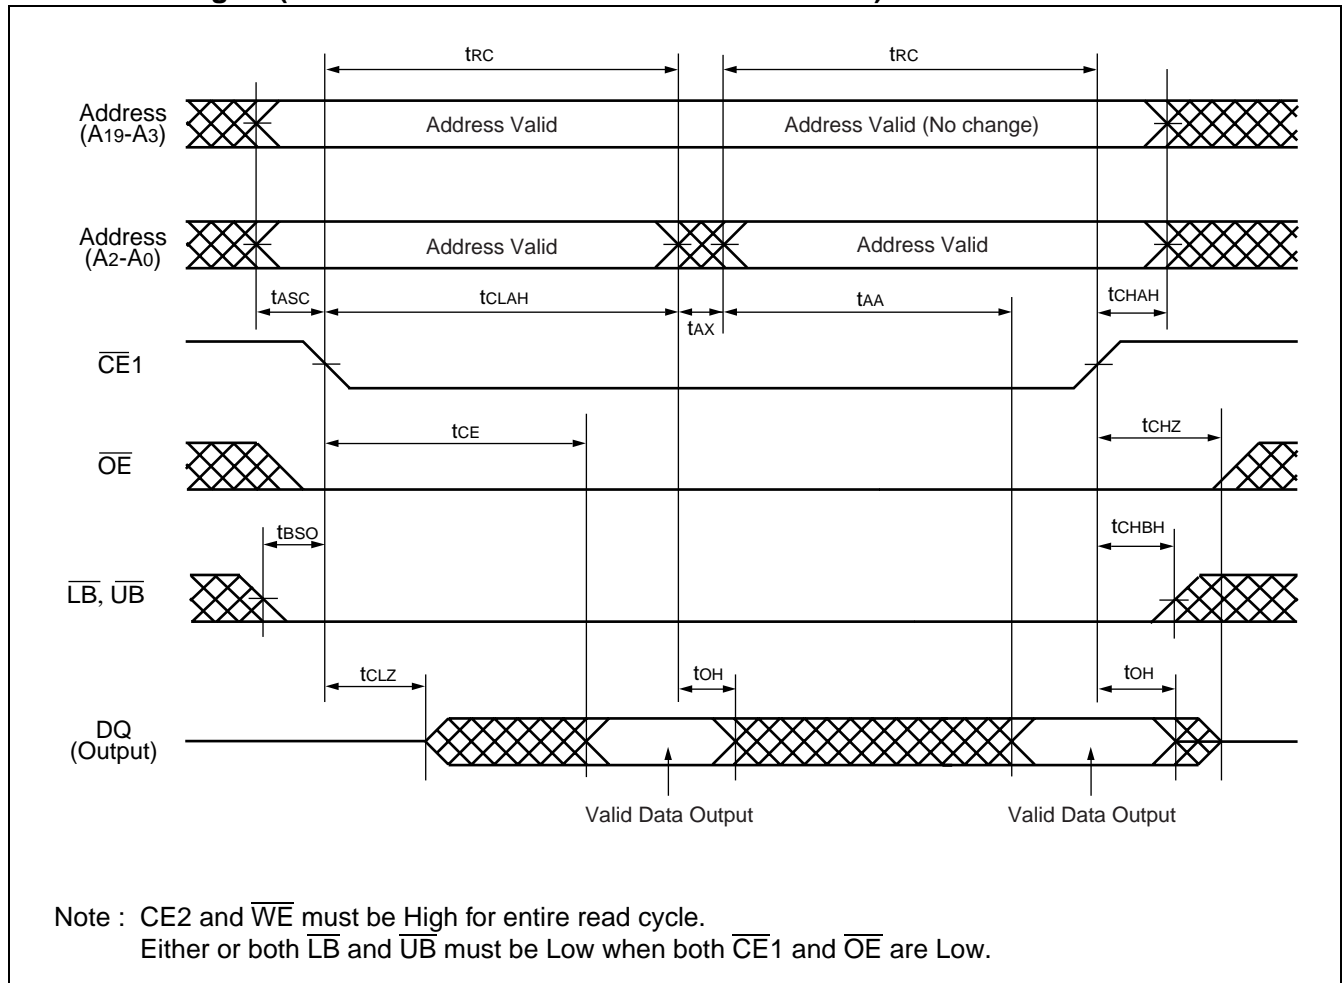 tRC tRC
Address
(A19-A3)
Address Valid Address Valid (No change)
Address
(A2-A0)
Address Valid Address Valid
tASC tCLAH tAX tAA tCHAH
CE1
tCE tCHZ
OE
tBSO tCHBH
LB, UB
tCLZ tOH tOH
DQ
(Output)
Valid Data Output Valid Data Output
Note : CE2 and WE must be High for entire read cycle.
Either or both LB and UB must be Low when both CE1 and OE are Low.